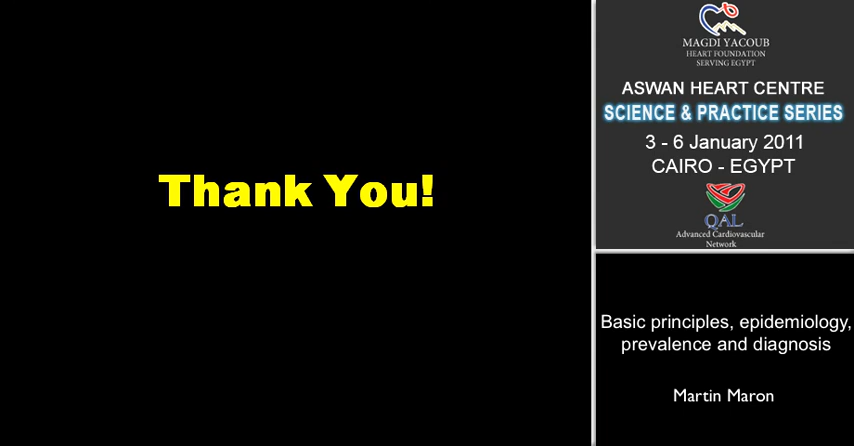 Thank You!
MAGDI YACOUB
HEART FOUNDATION
SERVING EGYPT
ASWAN HEART CENTRE
SCIENCE & PRACTICE SERIES
3 - 6 January 2011
CAIRO - EGYPT
QAL
Advanced Cardiovascular
Network
Basic principles, epidemiology,
prevalence and diagnosis
Martin Maron